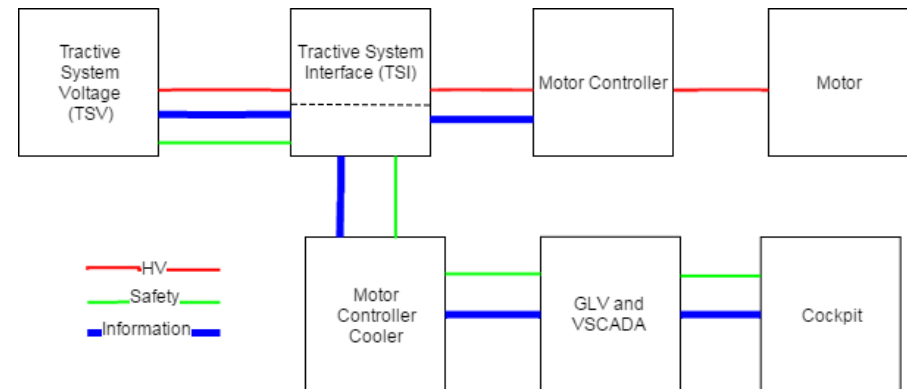 Tractive
System
Voltage
(TSV)
Tractive System
Interface (TSI)
Motor Controller
Motor
HV
Safety
Information
Motor
Controller
Cooler
GLV and
VSCADA
Cockpit